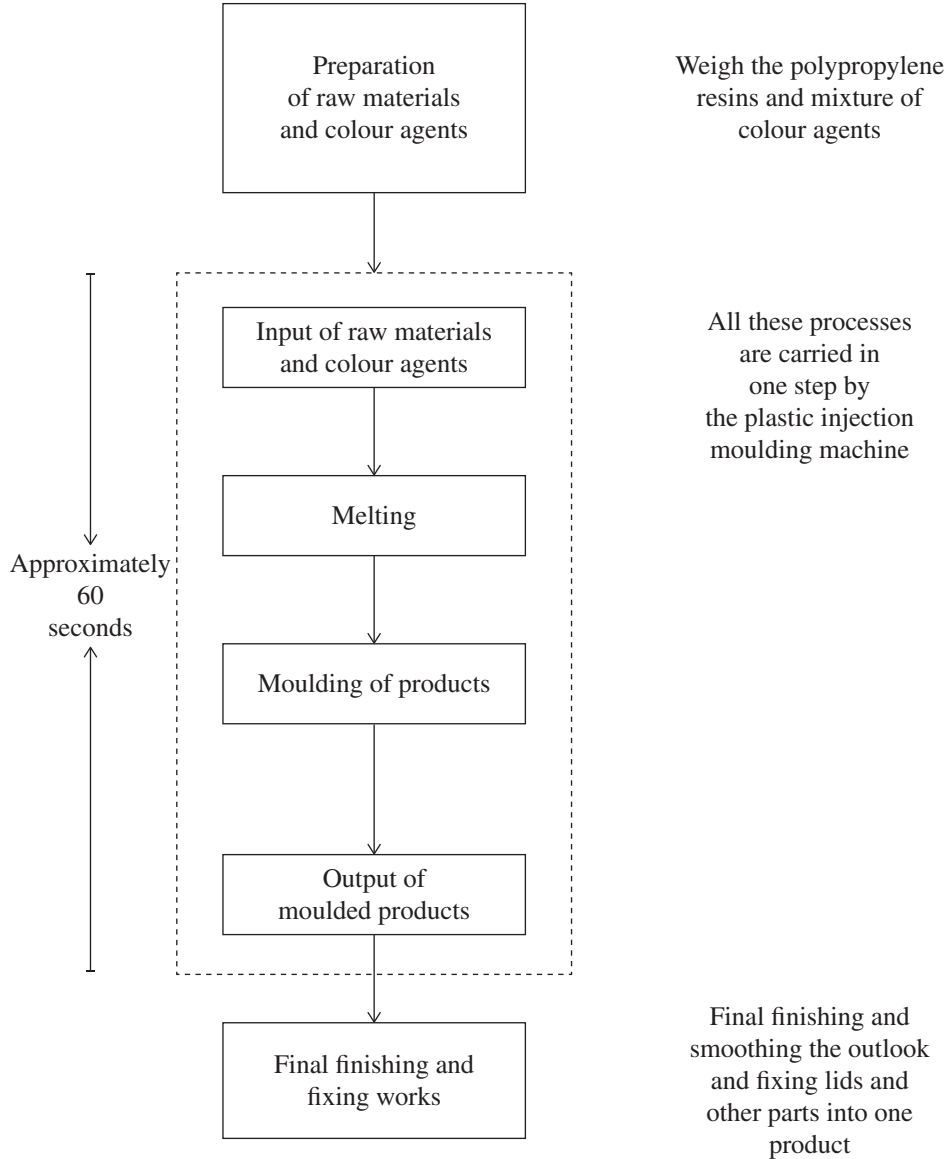 Preparation
of raw materials
and colour agents
Weigh the polypropylene
resins and mixture of
colour agents
Input of raw materials
and colour agents
All these processes
are carried in
one step by
the plastic injection
moulding machine
Melting
Approximately
60
seconds
Moulding of products
Output of
moulded products
Final finishing and
fixing works
Final finishing and
smoothing the outlook
and fixing lids and
other parts into one
product